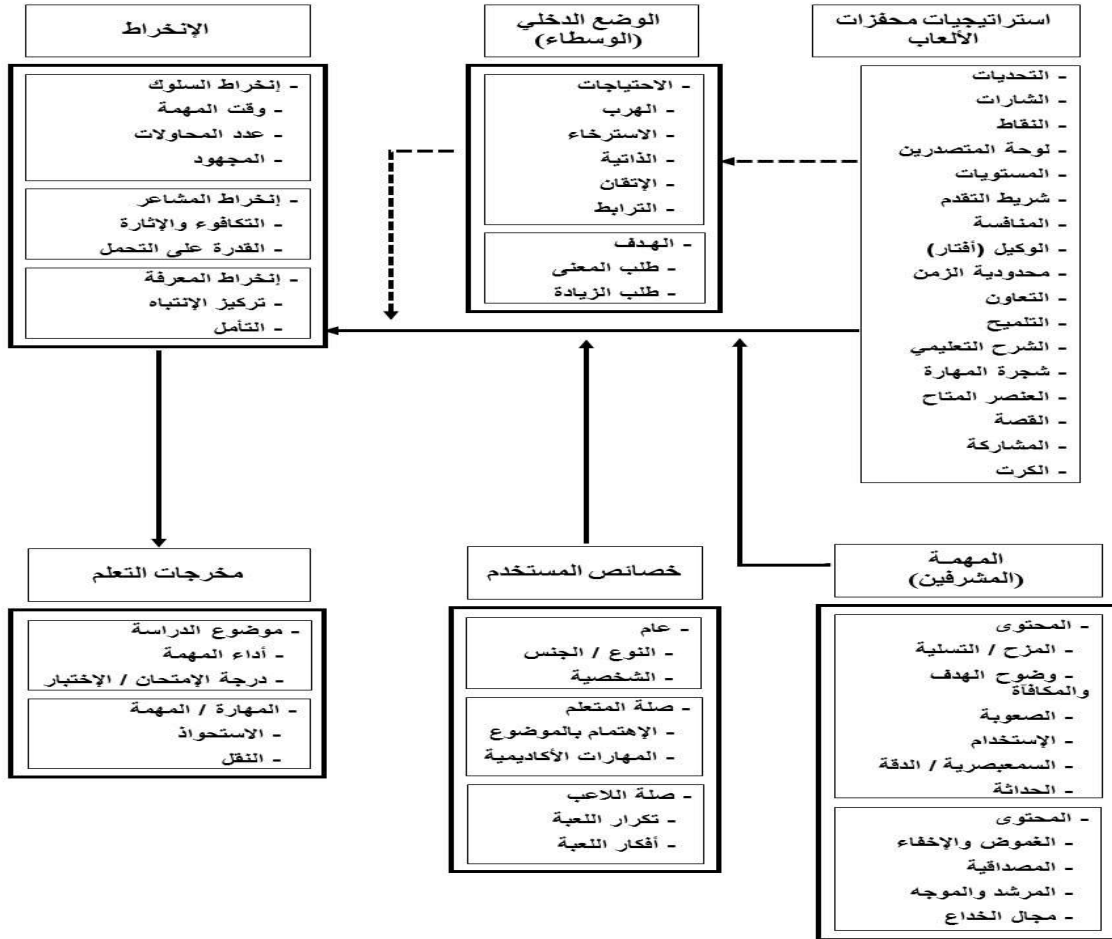 استراتيجيات محفزات
الألعاب
- التحديات
- الشارات
- النقاط
- لوحة المتصدرين
- المستويات
- شريط التقدم
- المنافسة
- الوكيل (أفتار)
- محدودية الزمن
- التعاون
- التلميح
- الشرح التعليمي
- شجرة المهارة
- العنصر المتاح
- القصة
- المشاركة
- الكرت
الوضع الدخلي
(الوسطاء)
- الاحتياجات
- الهرب
- الاسترخاء
- الذاتية
- الإتقان
- الترابط
- الهدف
- طلب المعنى
- طلب الزيادة
الإنخراط
- إنخراط السلوك
- وقت المهمة
- عدد المحاولات
- المجهود
- إنخراط المشاعر
- التكافوء والإثارة
- القدرة على التحمل
- إنخراط المعرفة
- تركيز الإنتباه
- التأمل
المهمة
(المشرفين)
- المحتوى
- المزح / التسلية
- وضوح الهدف
والمكافآة
- الصعوبة
- الإستخدام
- السمعبصرية / الدقة
- الحداثة
- المحتوى
- الغموض والإخفاء
- المصداقية
- المرشد والموجه
- مجال الخداع
خصائص المستخدم
- عام
- النوع / الجنس
- الشخصية
- صلة المتعلم
- الإهتمام بالموضوع
- المهارات الأكاديمية
- صلة اللاعب
- تكرار اللعبة
- أفكار اللعبة
مخرجات التعلم
- موضوع الدراسة
- أداء المهمة
- درجة الإمتحان / الإختبار
- المهارة / المهمة
- الاستحواذ
- النقل